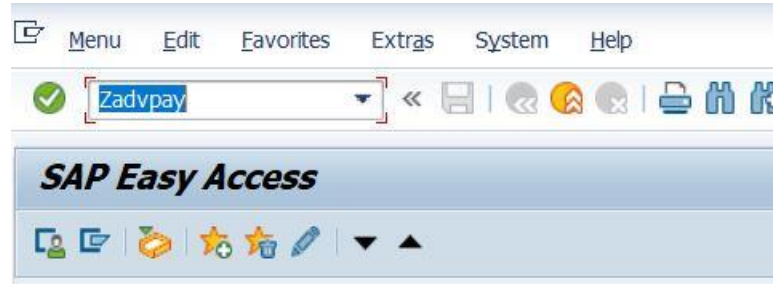 Menu Edit Favorites Extras System Help
Zadvpay
SAP Easy Access